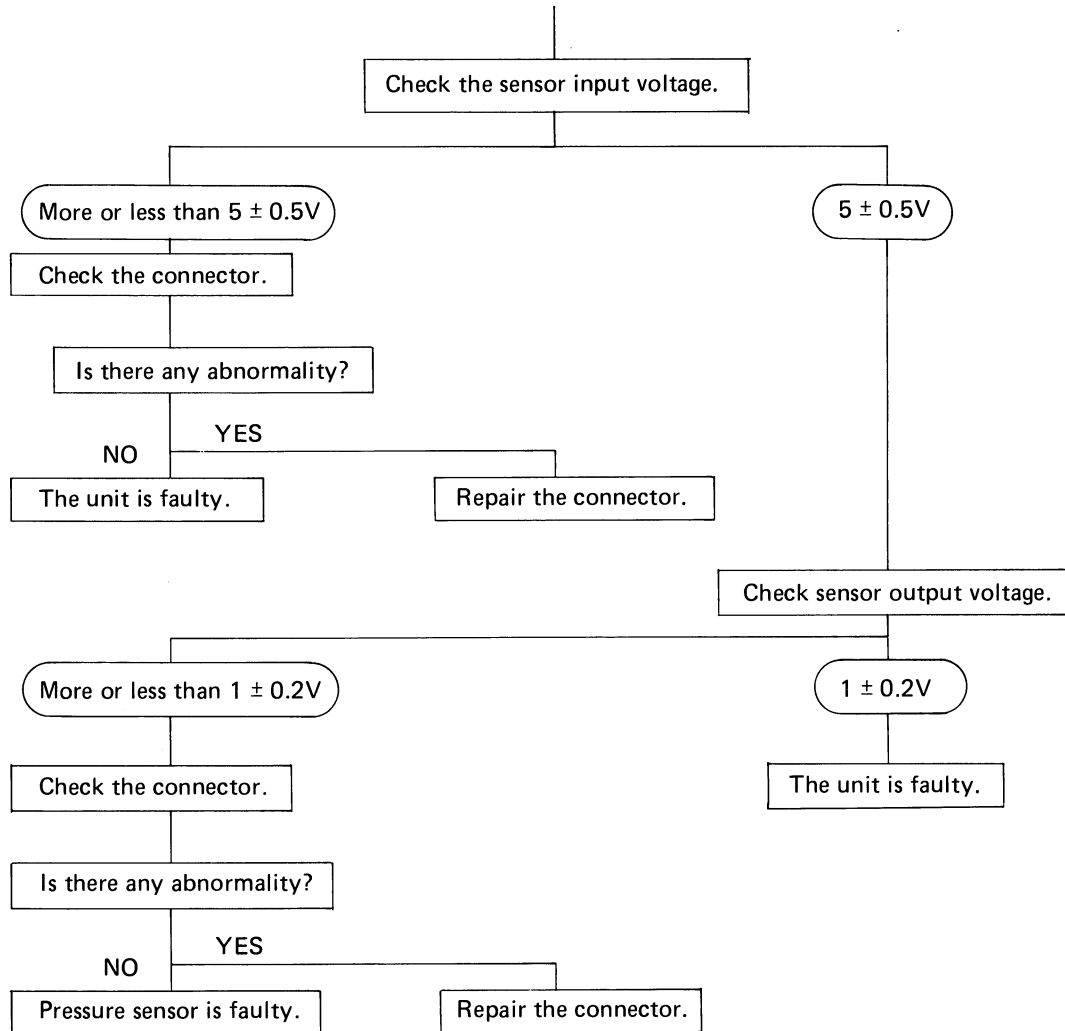 Check the sensor input voltage.
More or less than 5 ± 0.5V
5 ± 0.5V
Check the connector.
Is there any abnormality?
YES
NO
The unit is faulty.
Repair the connector.
Check sensor output voltage.
More or less than 1 ± 0.2V
1 ± 0.2V
Check the connector.
The unit is faulty.
Is there any abnormality?
YES
NO
Pressure sensor is faulty.
Repair the connector.